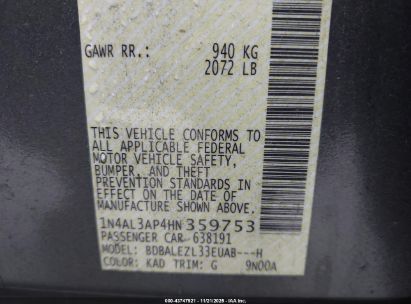 GAWR RR.: 940 KG
2072 LB
THIS VEHICLE CONFORMS TO
ALL APPLICABLE FEDERAL
MOTOR VEHICLE SAFETY,
BUMPER, AND THEFT
PREVENTION STANDARDS
IN EFFECT ON THE DATE
OF MANUFACTURE SHOWN
ABOVE.
1N4AL3AP4HN359753
PASSENGER CAR 638191
MODEL: BDBALEZL33EUAB---H
COLOR: KAD TRIM: G 9N00A